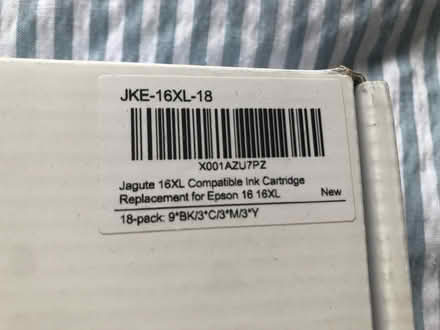 JKE-16XL-18
X001AZU7PZ
Jagute 16XL Compatible Ink Cartridge
Replacement for Epson 16 16XL New
18-pack: 9*BK/3*C/3*M/3*Y